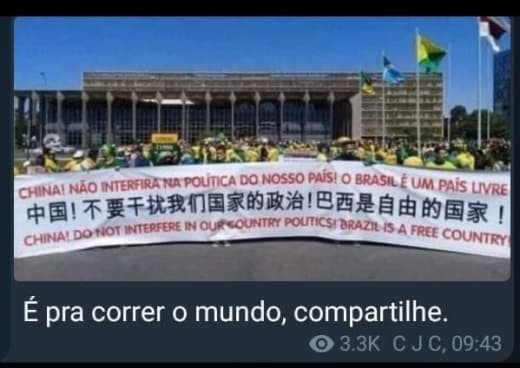 CHINA! NÃO INTERFIRA NA POLÍTICA DO NOSSO PAÍS! O BRASIL É UM PAÍS LIVRE
中国!不要干扰我们国家的政治!巴西是自由的国家!
CHINA! DO NOT INTERFERE IN OUR COUNTRY POLITICS! BRAZIL IS A FREE COUNTRY!
É pra correr o mundo, compartilhe.
3.3K C J C, 09:43